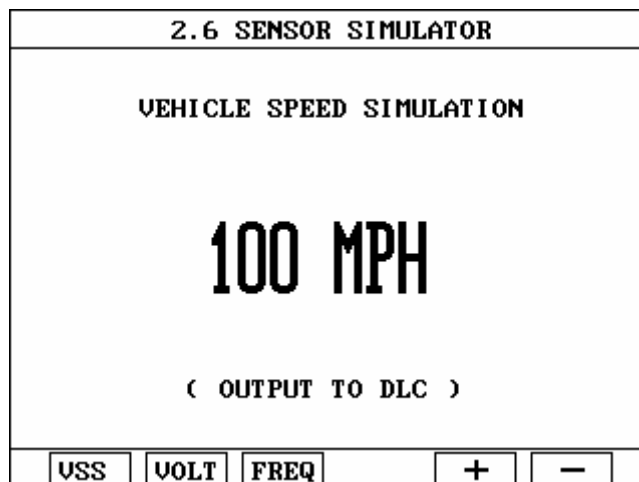 2.6 SENSOR SIMULATOR
VEHICLE SPEED SIMULATION
100 MPH
( OUTPUT TO DLC )
VSS VOLT FREQ + −